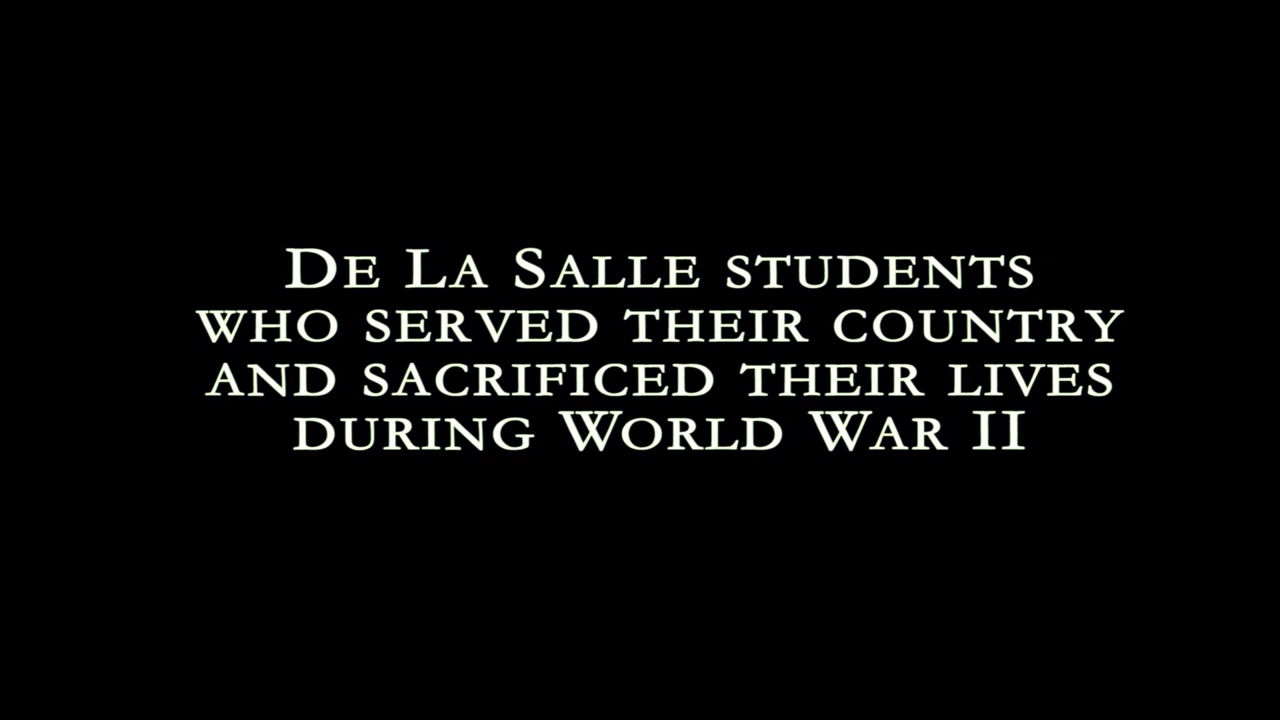 De La Salle students
who served their country
and sacrificed their lives
during World War II